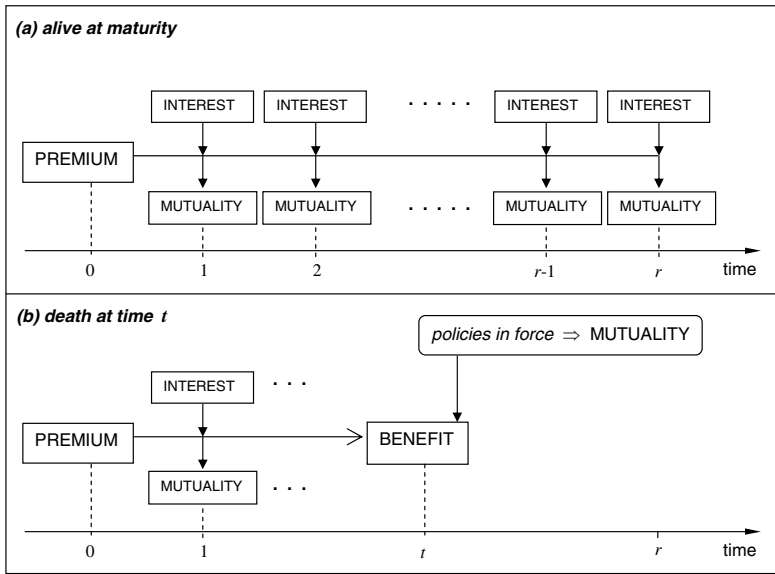 (a) alive at maturity
INTEREST INTEREST . . . . . INTEREST INTEREST
PREMIUM
MUTUALITY MUTUALITY . . . . . MUTUALITY MUTUALITY
0 1 2 r-1 r time
(b) death at time t
policies in force ⇒ MUTUALITY
INTEREST . . .
PREMIUM BENEFIT
MUTUALITY . . .
0 1 t r time